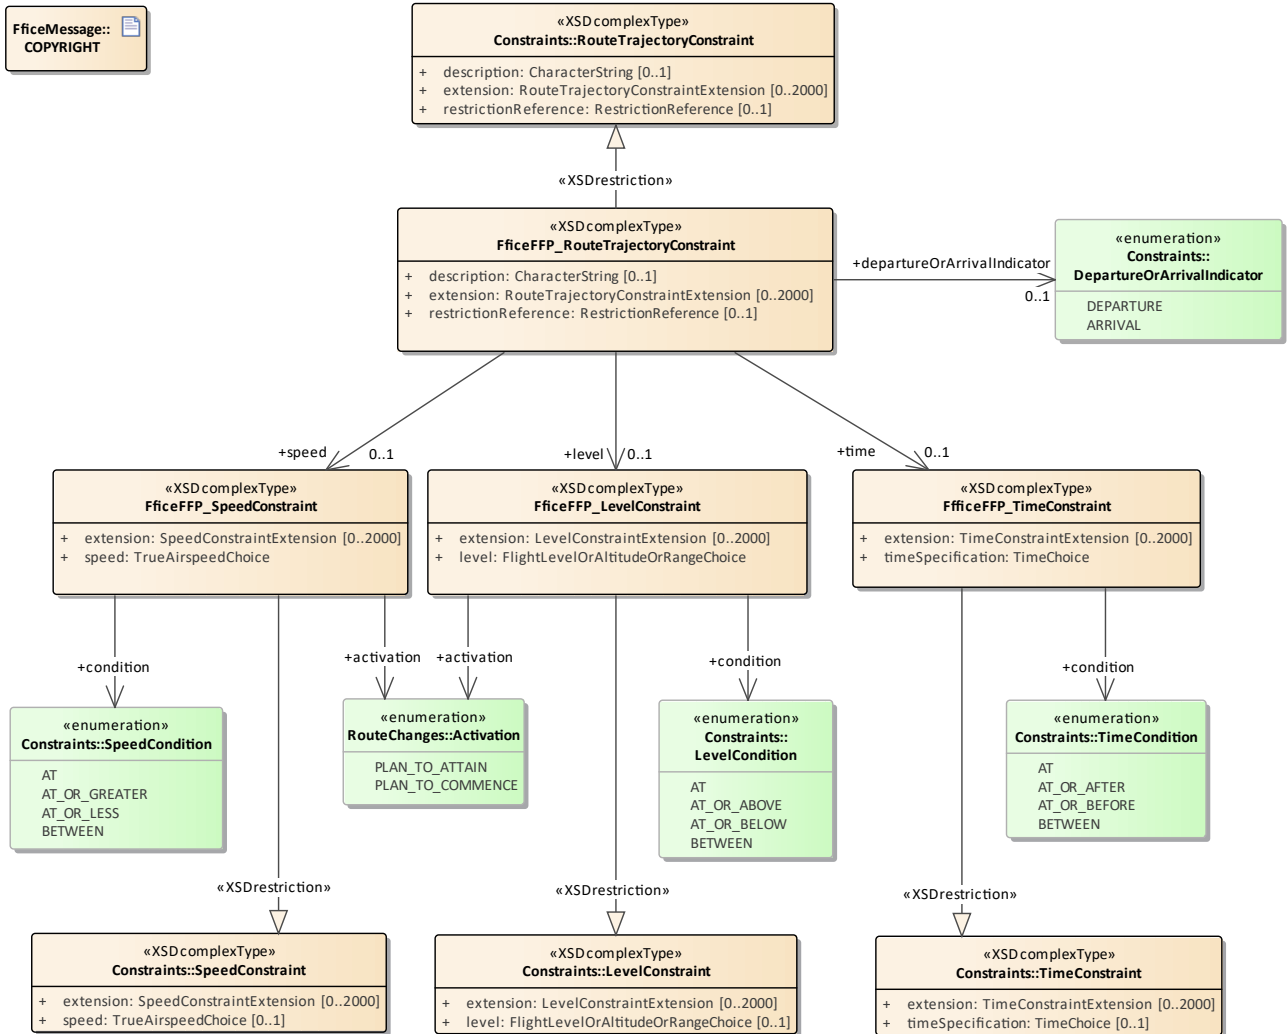 FficeMessage::
COPYRIGHT
«XSDcomplexType»
Constraints::RouteTrajectoryConstraint
+ description: CharacterString [0..1]
+ extension: RouteTrajectoryConstraintExtension [0..2000]
+ restrictionReference: RestrictionReference [0..1]
«XSDrestriction»
«XSDcomplexType»
FficeFFP_RouteTrajectoryConstraint
+ description: CharacterString [0..1]
+ extension: RouteTrajectoryConstraintExtension [0..2000]
+ restrictionReference: RestrictionReference [0..1]
+departureOrArrivalIndicator
0..1
«enumeration»
Constraints::
DepartureOrArrivalIndicator
DEPARTURE
ARRIVAL
+speed
0..1
+level
0..1
+time
0..1
«XSDcomplexType»
FficeFFP_SpeedConstraint
+ extension: SpeedConstraintExtension [0..2000]
+ speed: TrueAirspeedChoice
«XSDcomplexType»
FficeFFP_LevelConstraint
+ extension: LevelConstraintExtension [0..2000]
+ level: FlightLevelOrAltitudeOrRangeChoice
«XSDcomplexType»
FfficeFFP_TimeConstraint
+ extension: TimeConstraintExtension [0..2000]
+ timeSpecification: TimeChoice
+condition
+activation
+activation
+condition
+condition
«enumeration»
Constraints::SpeedCondition
AT
AT_OR_GREATER
AT_OR_LESS
BETWEEN
«enumeration»
RouteChanges::Activation
PLAN_TO_ATTAIN
PLAN_TO_COMMENCE
«enumeration»
Constraints::
LevelCondition
AT
AT_OR_ABOVE
AT_OR_BELOW
BETWEEN
«enumeration»
Constraints::TimeCondition
AT
AT_OR_AFTER
AT_OR_BEFORE
BETWEEN
«XSDrestriction»
«XSDrestriction»
«XSDrestriction»
«XSDcomplexType»
Constraints::SpeedConstraint
+ extension: SpeedConstraintExtension [0..2000]
+ speed: TrueAirspeedChoice [0..1]
«XSDcomplexType»
Constraints::LevelConstraint
+ extension: LevelConstraintExtension [0..2000]
+ level: FlightLevelOrAltitudeOrRangeChoice [0..1]
«XSDcomplexType»
Constraints::TimeConstraint
+ extension: TimeConstraintExtension [0..2000]
+ timeSpecification: TimeChoice [0..1]